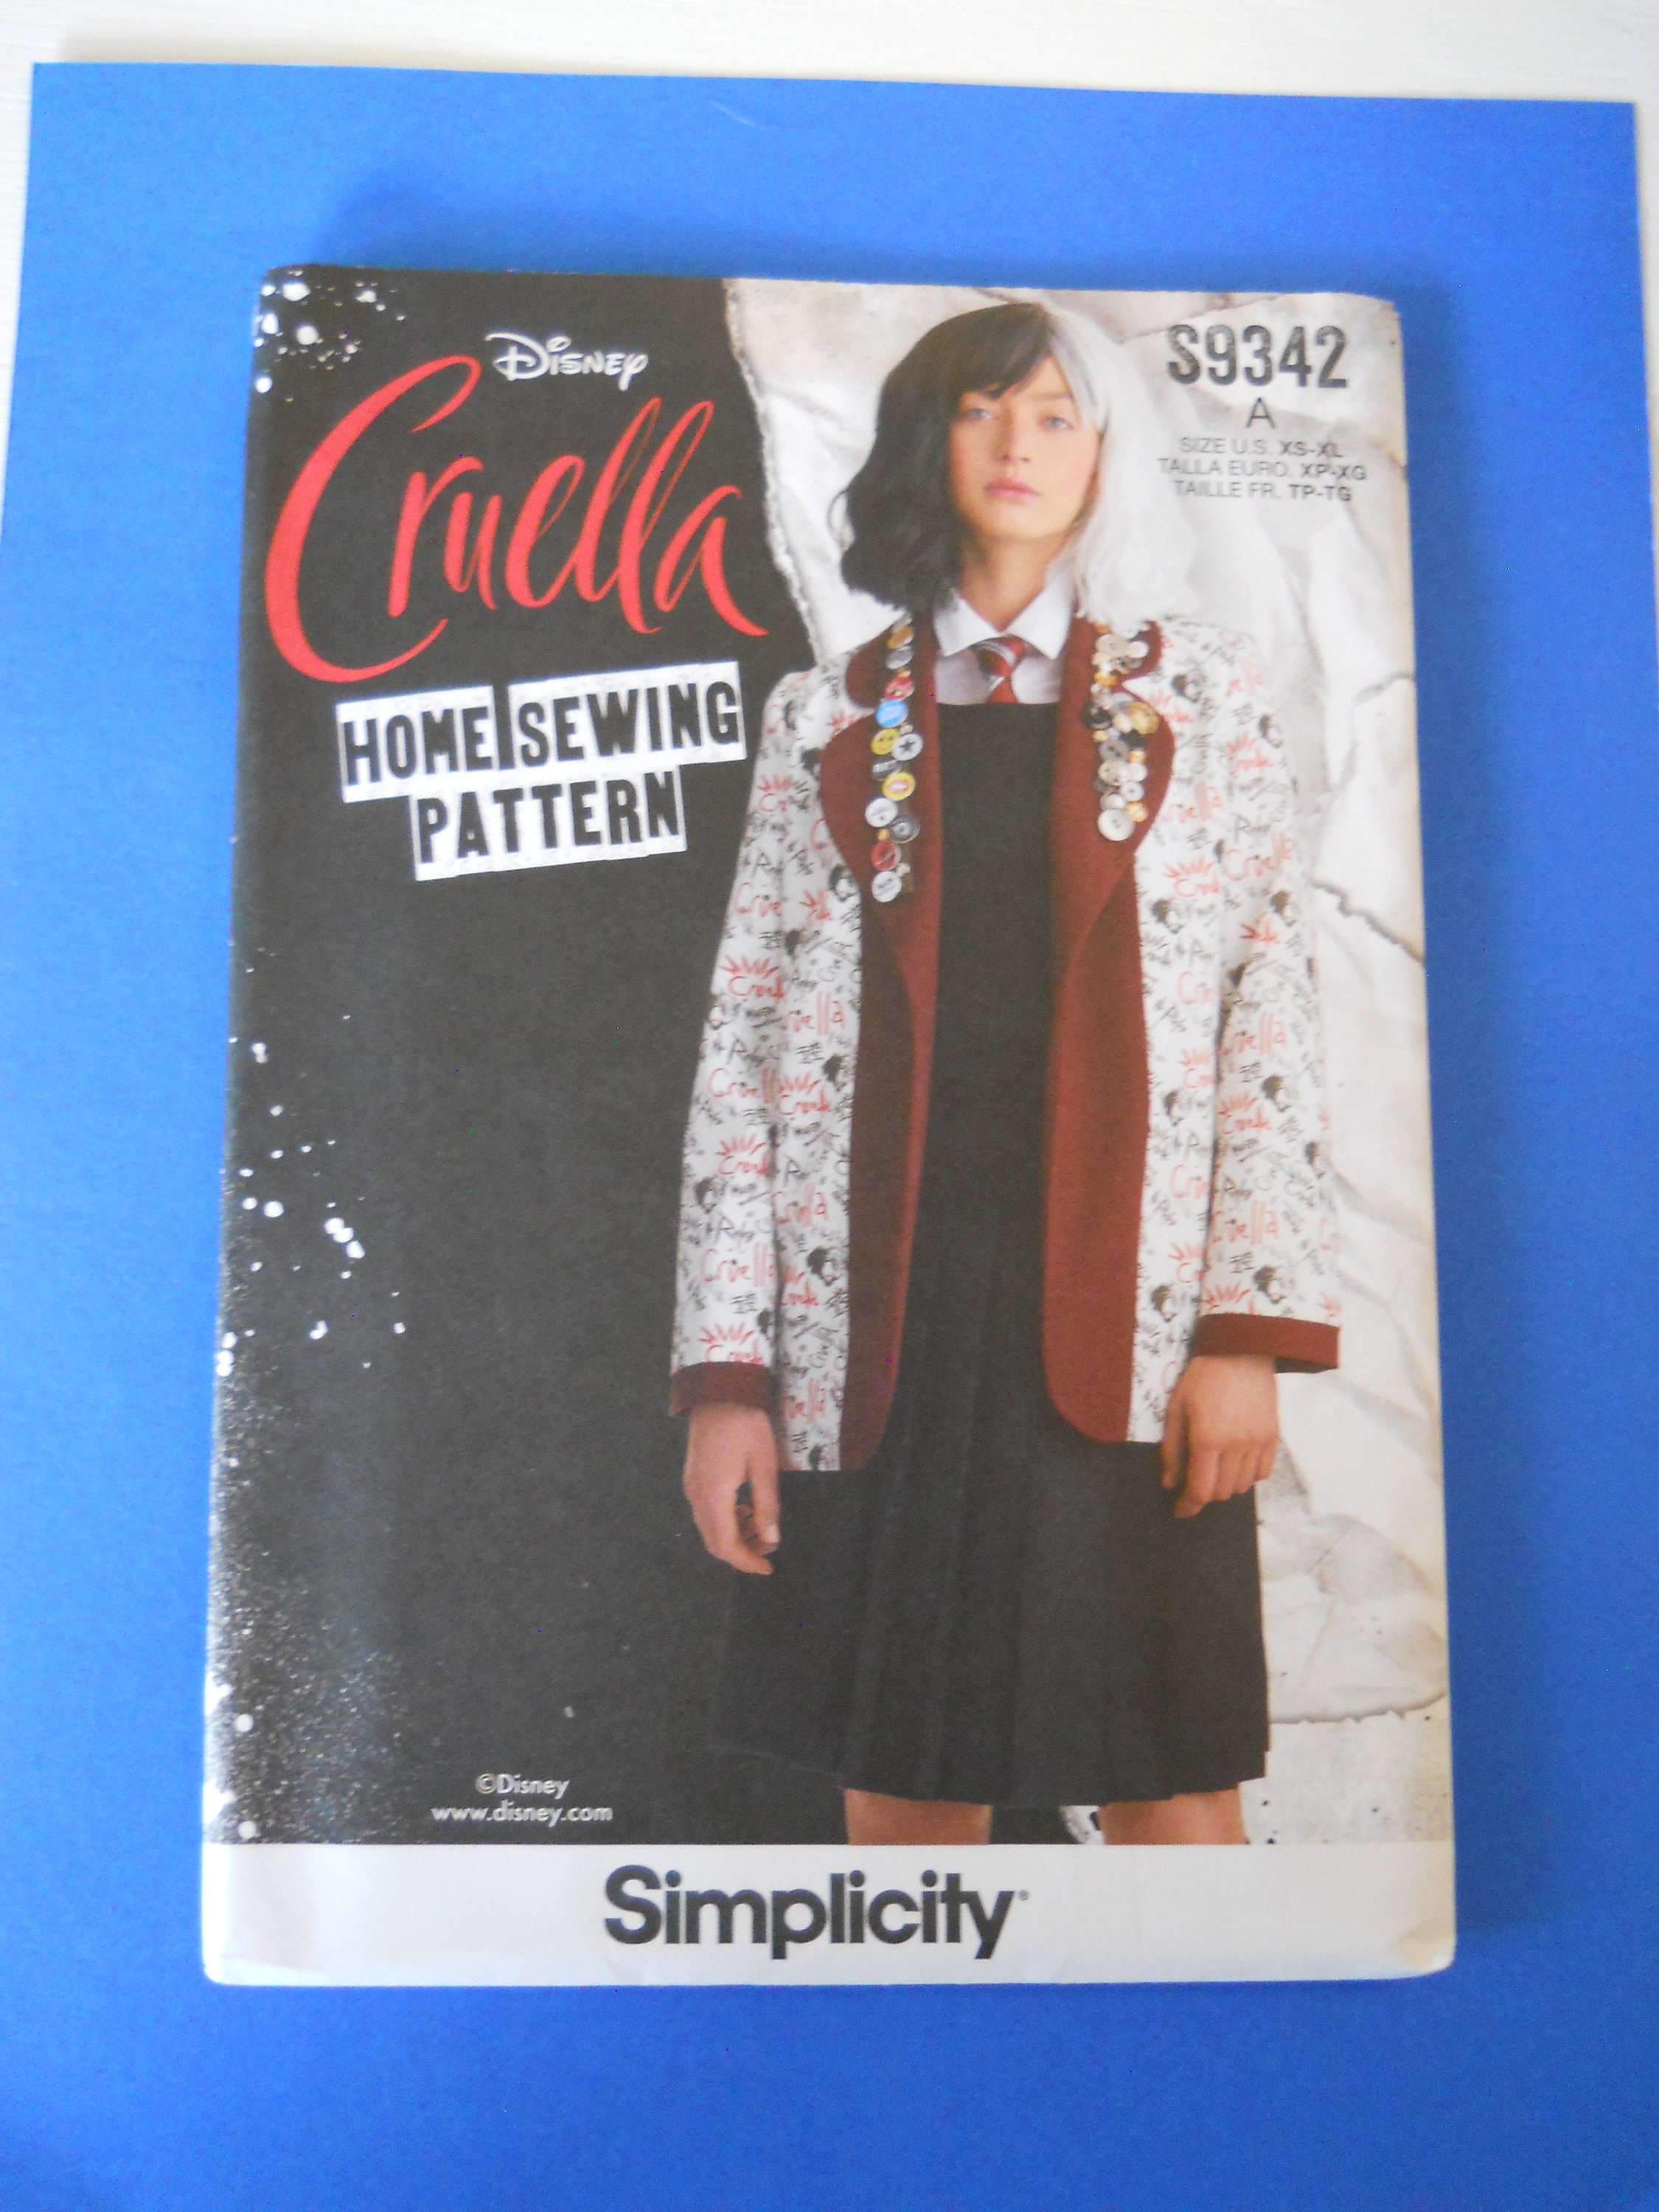 Disney
Cruella
HOME SEWING
PATTERN
S9342
A
SIZE U.S. XS-XL
TALLA EURO. XP-XG
TAILLE FR. TP-TG
©Disney
www.disney.com
Simplicity®